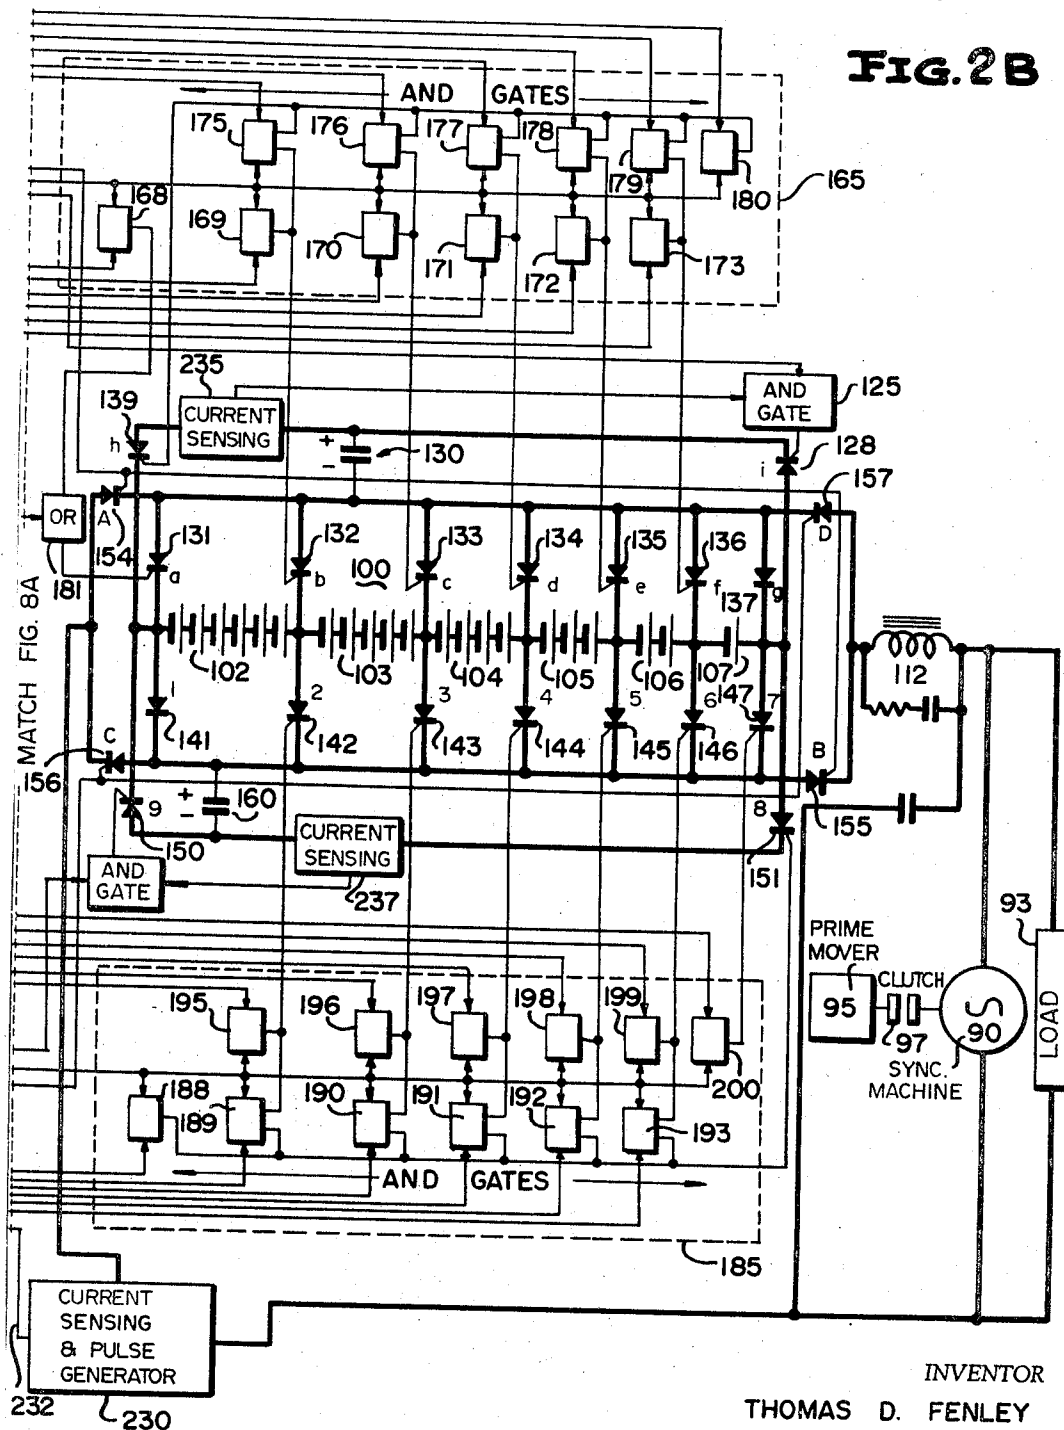 FIG. 2B
AND GATES
175
176
177
178
179
180
165
168
169
170
171
172
173
235
CURRENT
SENSING
AND
GATE
125
139
h
+
-
130
i
128
157
A
154
D
OR
181
131
a
132
b
100
133
c
134
d
135
e
136
f
137
g
MATCH FIG. 8A
102
103
104
105
106
107
112
1
141
2
142
3
143
4
144
5
145
6
146
147
7
C
156
B
155
9
150
+
-
160
CURRENT
SENSING
237
8
151
AND
GATE
93
LOAD
PRIME
MOVER
95
CLUTCH
97
90
SYNC.
MACHINE
195
196
197
198
199
200
188
189
190
191
192
193
AND GATES
185
CURRENT
SENSING
& PULSE
GENERATOR
232
230
INVENTOR
THOMAS D. FENLEY